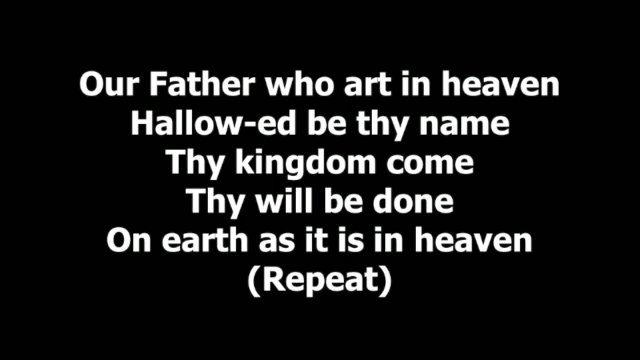 Our Father who art in heaven
Hallow-ed be thy name
Thy kingdom come
Thy will be done
On earth as it is in heaven
(Repeat)